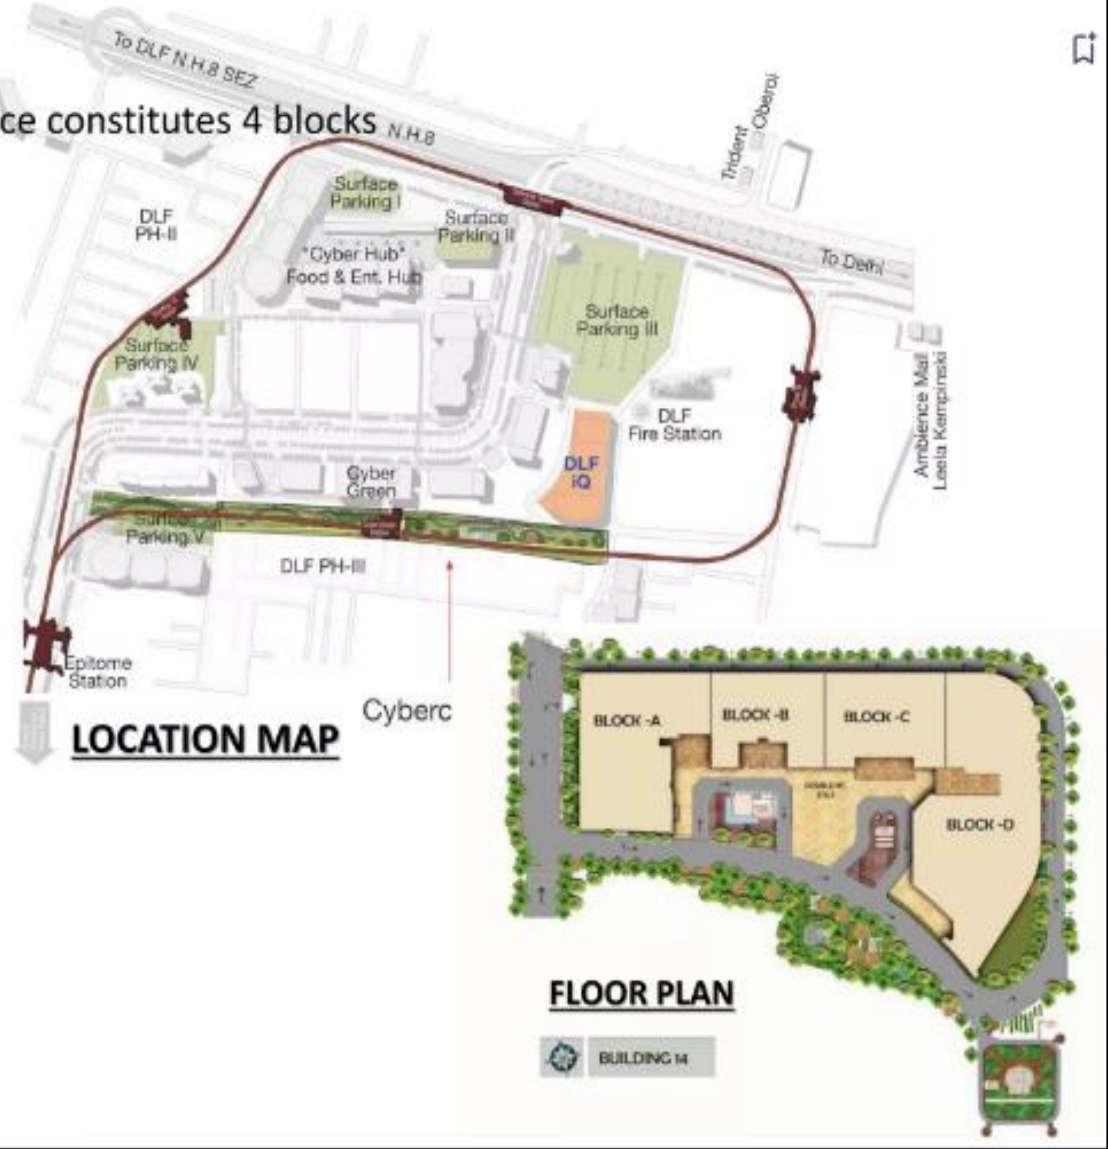 To DLF N.H.8 SEZ
ce constitutes 4 blocks
N.H.8
Trident
Oberoi
Surface
Parking I
DLF
PH-II
Surface
Parking II
"Cyber Hub"
Food & Ent. Hub
To Delhi
Surface
Parking III
Surface
Parking IV
Ambience Mall
Leela Kempinski
DLF
Fire Station
DLF
iQ
Cyber
Green
Surface
Parking V
DLF PH-III
Epitome
Station
Cyberc
LOCATION MAP
BLOCK -A
BLOCK -B
BLOCK -C
BLOCK -D
FLOOR PLAN
BUILDING 14